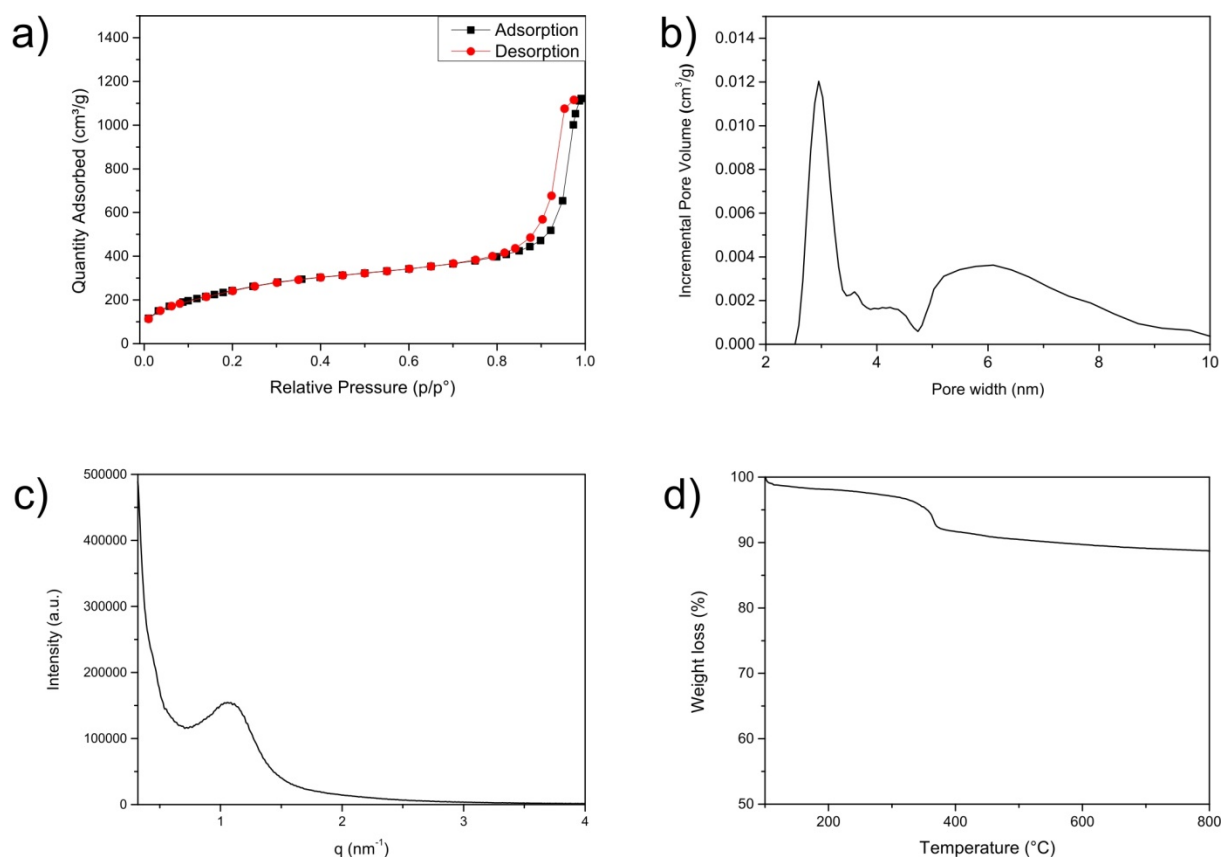 a)
Adsorption
Desorption
1400
1200
1000
800
600
400
200
0
0.0 0.2 0.4 0.6 0.8 1.0
Quantity Adsorbed (cm³/g)
Relative Pressure (p/p°)
b)
0.014
0.012
0.010
0.008
0.006
0.004
0.002
0.000
2 4 6 8 10
Incremental Pore Volume (cm³/g)
Pore width (nm)
c)
500000
400000
300000
200000
100000
0
1 2 3 4
Intensity (a.u.)
q (nm⁻¹)
d)
100
90
80
70
60
50
200 400 600 800
Weight loss (%)
Temperature (°C)